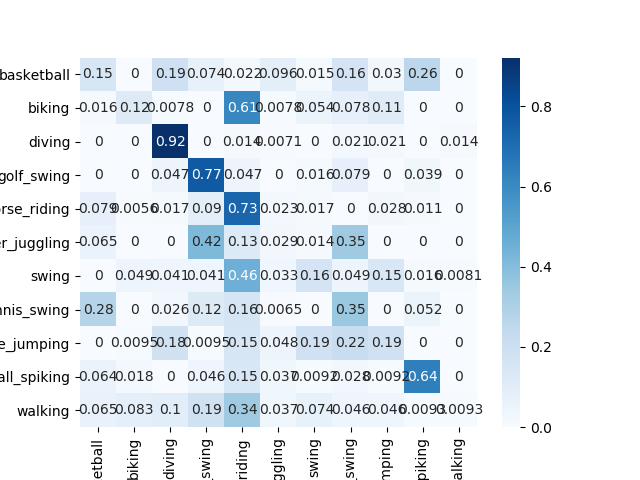 basketball 0.15 0 0.19 0.074 0.022 0.096 0.015 0.16 0.03 0.26 0
biking 0.016 0.12 0.0078 0 0.61 0.0078 0.054 0.078 0.11 0 0
diving 0 0 0.92 0 0.014 0.0071 0 0.021 0.021 0 0.014
golf_swing 0 0 0.047 0.77 0.047 0 0.016 0.079 0 0.039 0
rse_riding 0.079 0.0056 0.017 0.09 0.73 0.023 0.017 0 0.028 0.011 0
er_juggling 0.065 0 0 0.42 0.13 0.029 0.014 0.35 0 0 0
swing 0 0.049 0.041 0.041 0.46 0.033 0.16 0.049 0.15 0.016 0.0081
nnis_swing 0.28 0 0.026 0.12 0.16 0.0065 0 0.35 0 0.052 0
e_jumping 0 0.0095 0.18 0.0095 0.15 0.048 0.19 0.22 0.19 0 0
all_spiking 0.064 0.018 0 0.046 0.15 0.037 0.0092 0.028 0.0092 0.64 0
walking 0.065 0.083 0.1 0.19 0.34 0.037 0.074 0.046 0.046 0.0093 0.0093
etball biking diving _swing riding ggling swing _swing mping piking alking
0.8
0.6
0.4
0.2
0.0